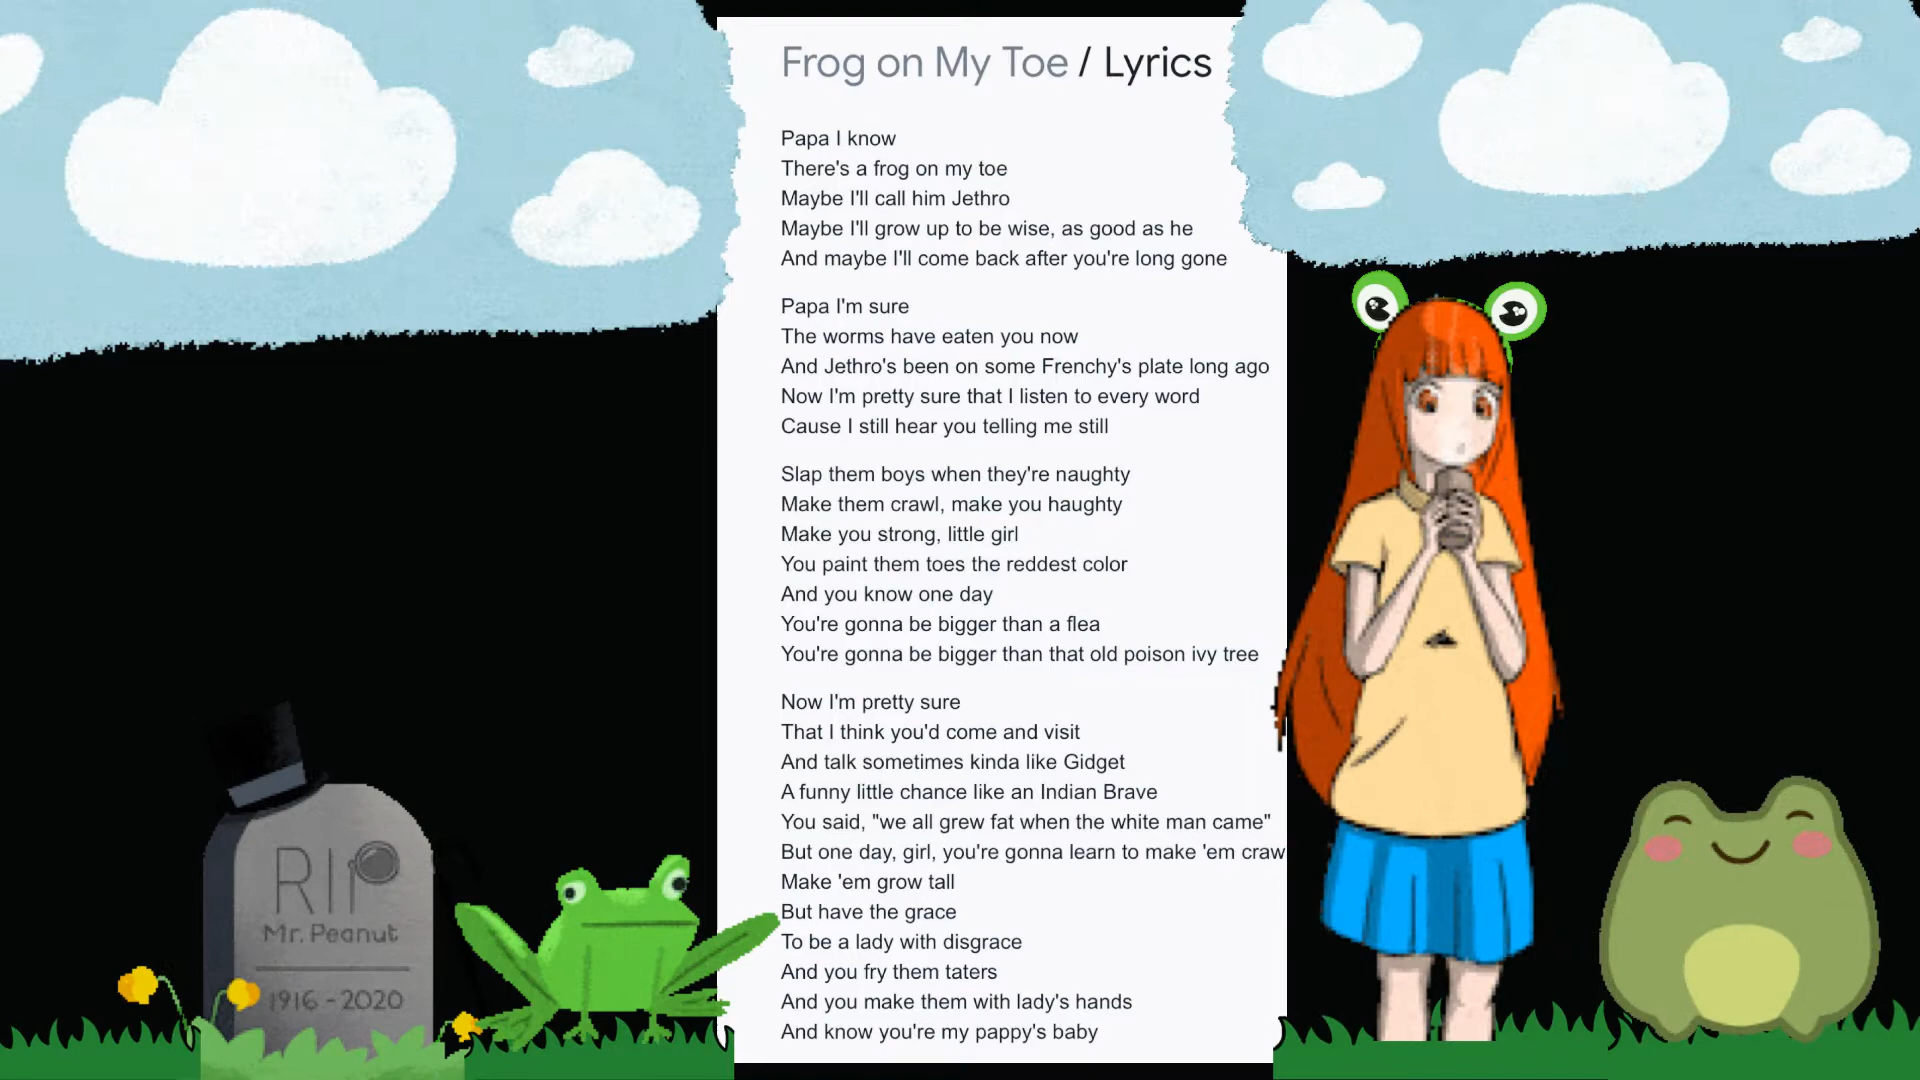 Frog on My Toe / Lyrics
Papa I know
There's a frog on my toe
Maybe I'll call him Jethro
Maybe I'll grow up to be wise, as good as he
And maybe I'll come back after you're long gone
Papa I'm sure
The worms have eaten you now
And Jethro's been on some Frenchy's plate long ago
Now I'm pretty sure that I listen to every word
Cause I still hear you telling me still
Slap them boys when they're naughty
Make them crawl, make you haughty
Make you strong, little girl
You paint them toes the reddest color
And you know one day
You're gonna be bigger than a flea
You're gonna be bigger than that old poison ivy tree
Now I'm pretty sure
That I think you'd come and visit
And talk sometimes kinda like Gidget
A funny little chance like an Indian Brave
You said, "we all grew fat when the white man came"
But one day, girl, you're gonna learn to make 'em craw
Make 'em grow tall
But have the grace
To be a lady with disgrace
And you fry them taters
And you make them with lady's hands
And know you're my pappy's baby
RIP
Mr. Peanut
1916-2020